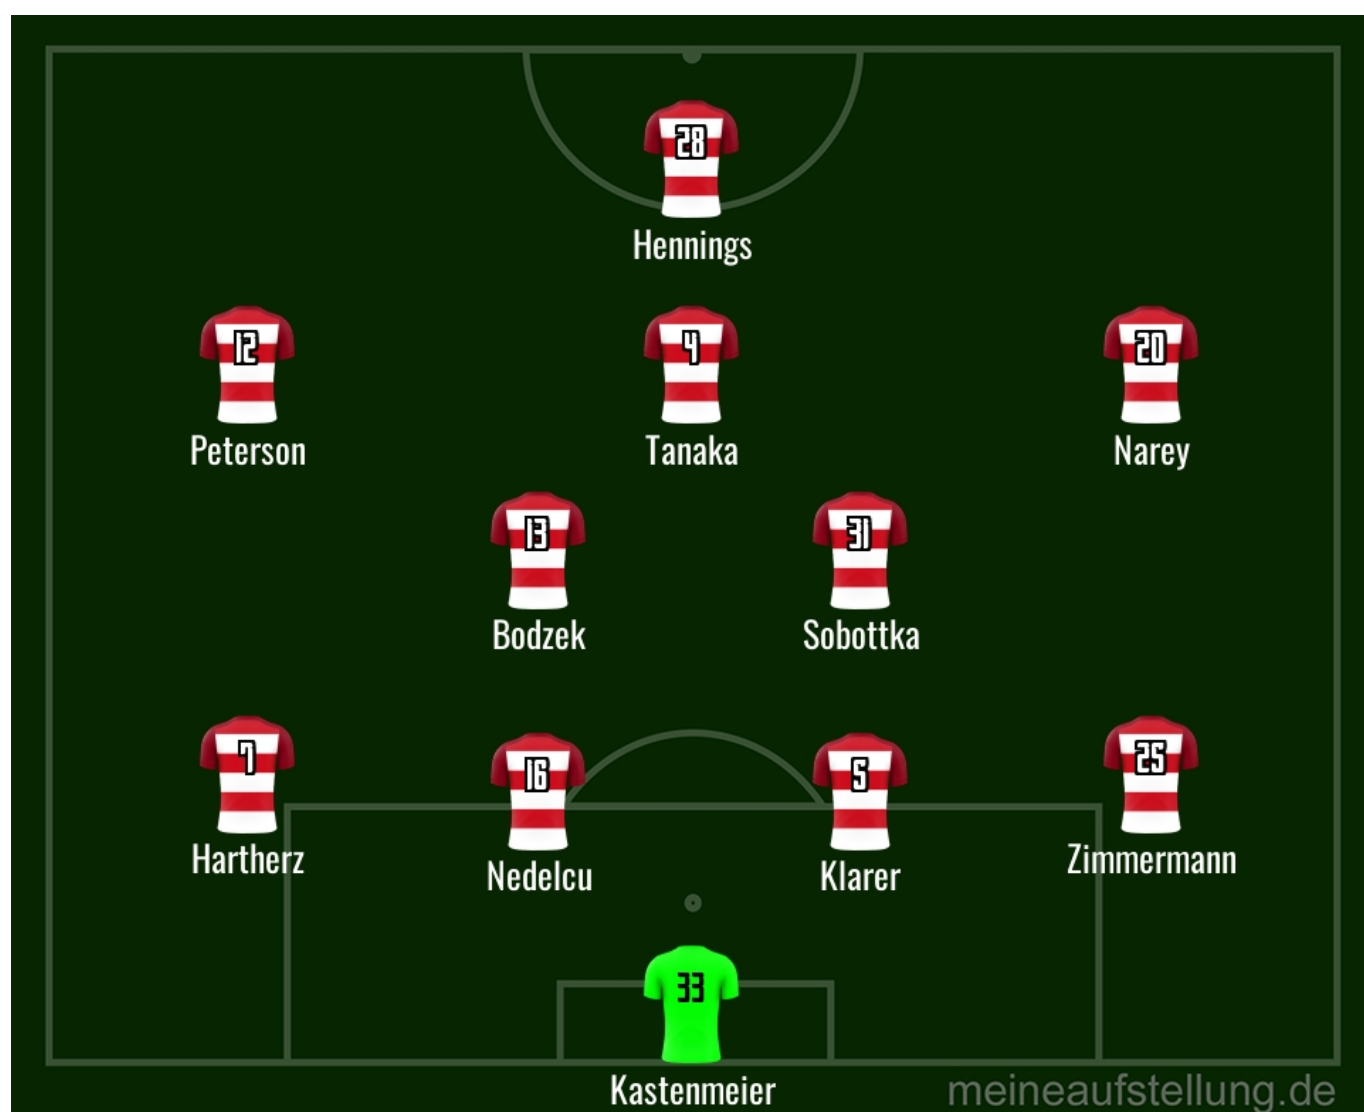 28
Hennings
12
Peterson
4
Tanaka
20
Narey
13
Bodzek
31
Sobottka
7
Hartherz
16
Nedelcu
5
Klarer
25
Zimmermann
33
Kastenmeier
meineaufstellung.de